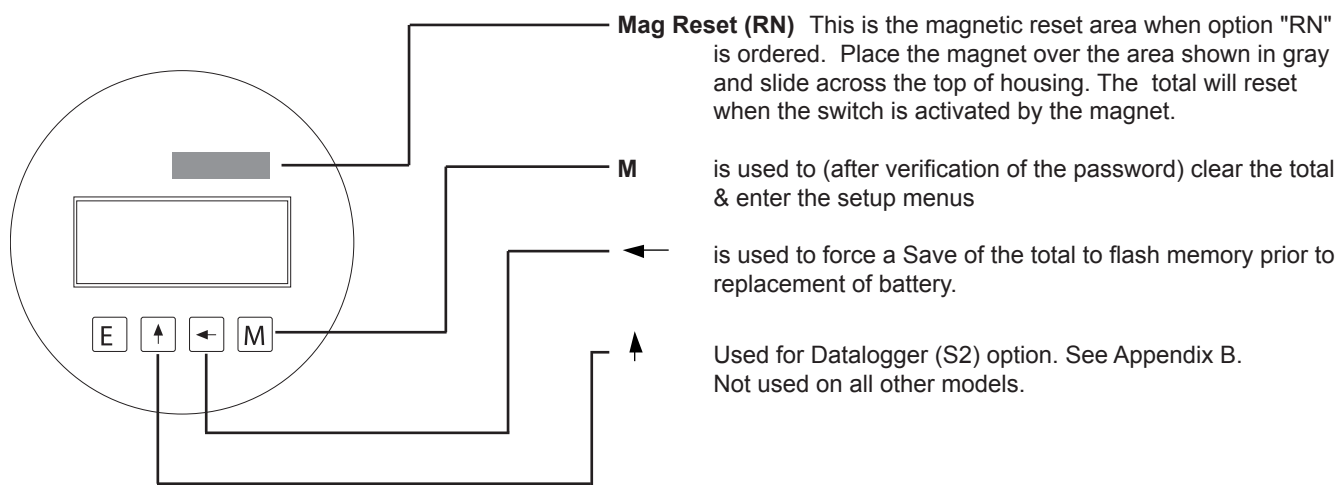 Mag Reset (RN) This is the magnetic reset area when option "RN"
is ordered. Place the magnet over the area shown in gray
and slide across the top of housing. The total will reset
when the switch is activated by the magnet.
M is used to (after verification of the password) clear the total
& enter the setup menus
← is used to force a Save of the total to flash memory prior to
replacement of battery.
E ↑ ← M
↑ Used for Datalogger (S2) option. See Appendix B.
Not used on all other models.